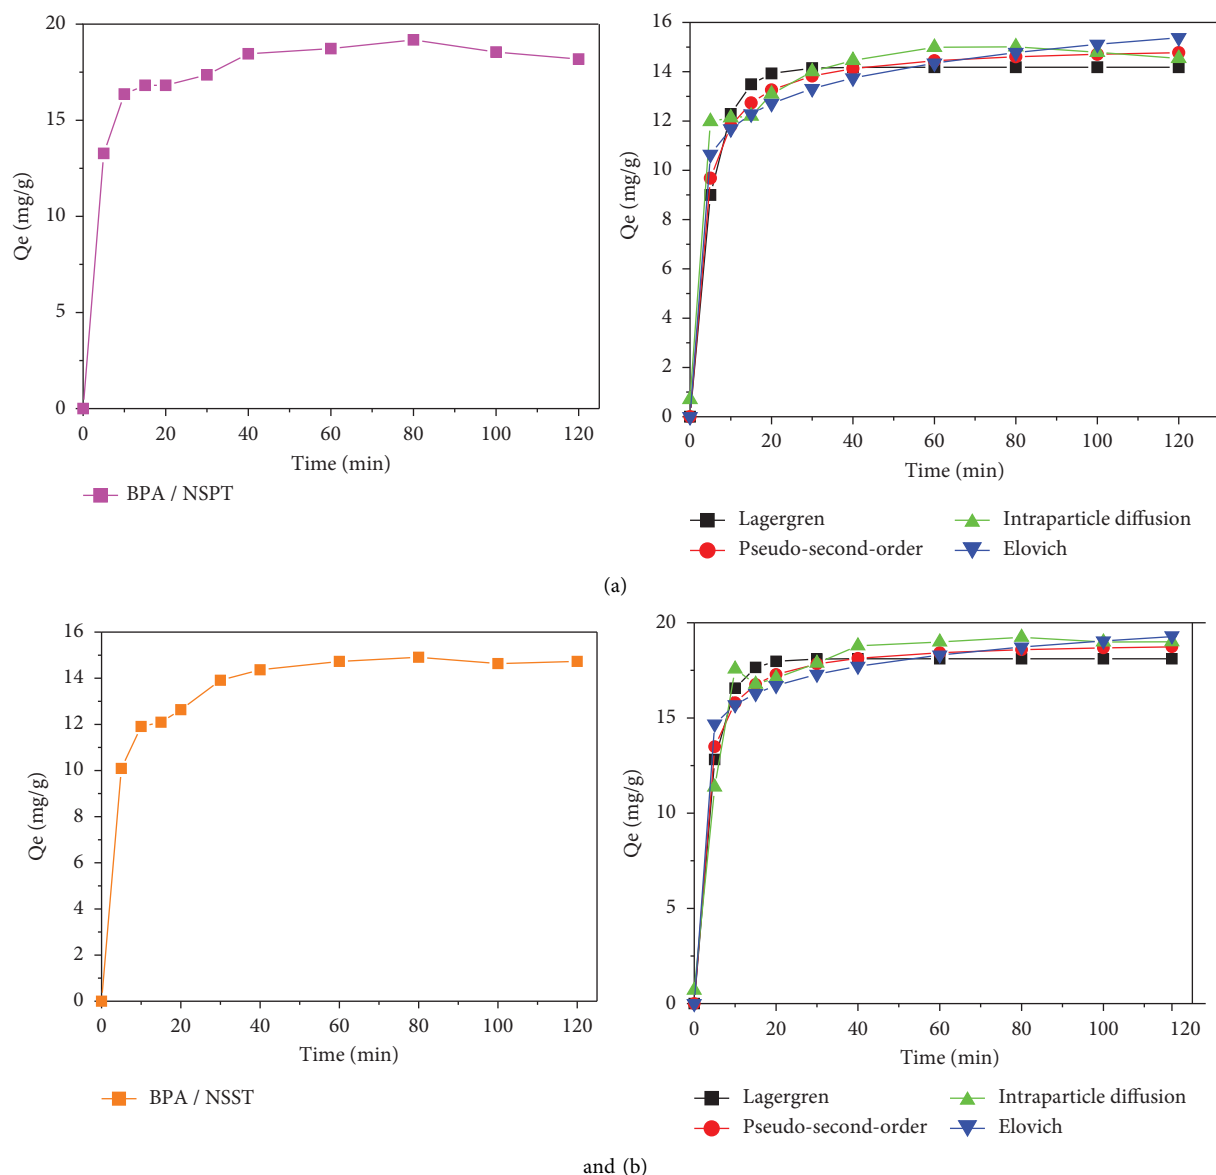 20
15
10
5
0
Qe (mg/g)
0 20 40 60 80 100 120
Time (min)
BPA / NSPT
16
14
12
10
8
6
4
2
0
Qe (mg/g)
0 20 40 60 80 100 120
Time (min)
Lagergren
Pseudo-second-order
Intraparticle diffusion
Elovich
(a)
16
14
12
10
8
6
4
2
0
Qe (mg/g)
0 20 40 60 80 100 120
Time (min)
BPA / NSST
20
15
10
5
0
Qe (mg/g)
0 20 40 60 80 100 120
Time (min)
Lagergren
Pseudo-second-order
Intraparticle diffusion
Elovich
and (b)